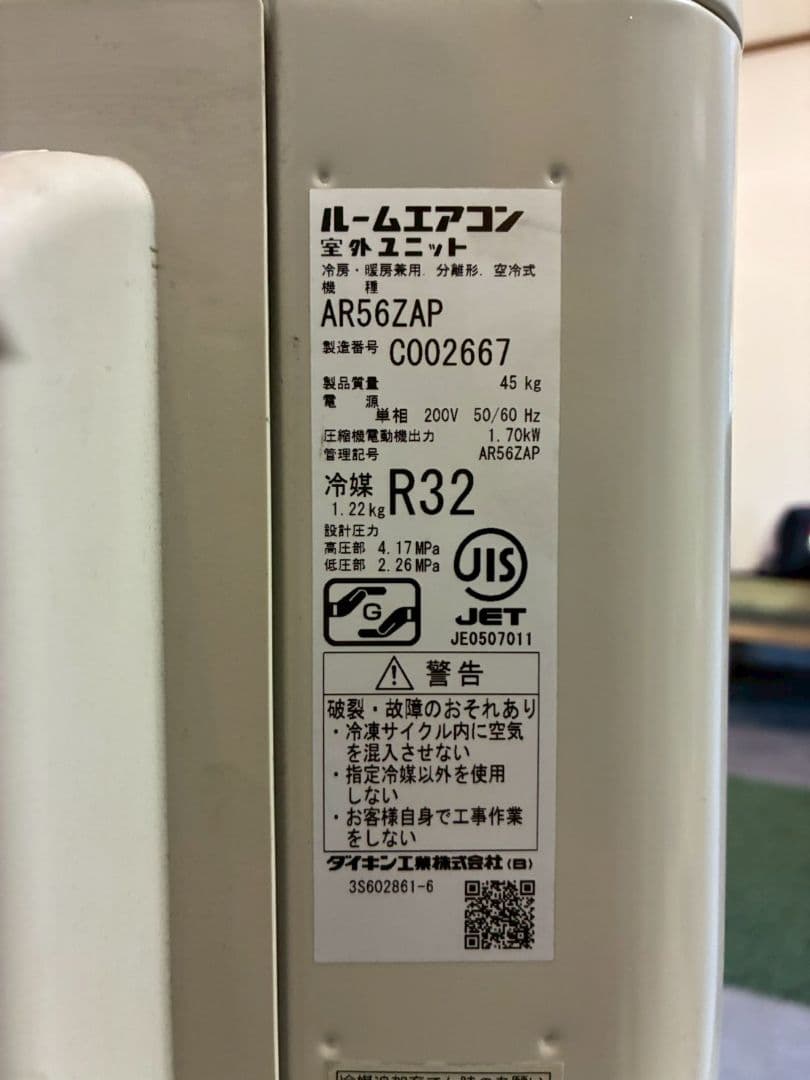 ルームエアコン
室外ユニット
冷房・暖房兼用. 分離形. 空冷式
機　種
AR56ZAP
製造番号 C002667
製品質量 45 kg
電　源
単相 200V 50/60 Hz
圧縮機電動機出力 1.70kW
管理記号 AR56ZAP
冷媒 R32
1.22kg
設計圧力
高圧部 4.17MPa
低圧部 2.26MPa
JIS
G
JET
JE0507011
警告
破裂・故障のおそれあり
・冷凍サイクル内に空気
を混入させない
・指定冷媒以外を使用
しない
・お客様自身で工事作業
をしない
ダイキン工業株式会社(B)
3S602861-6